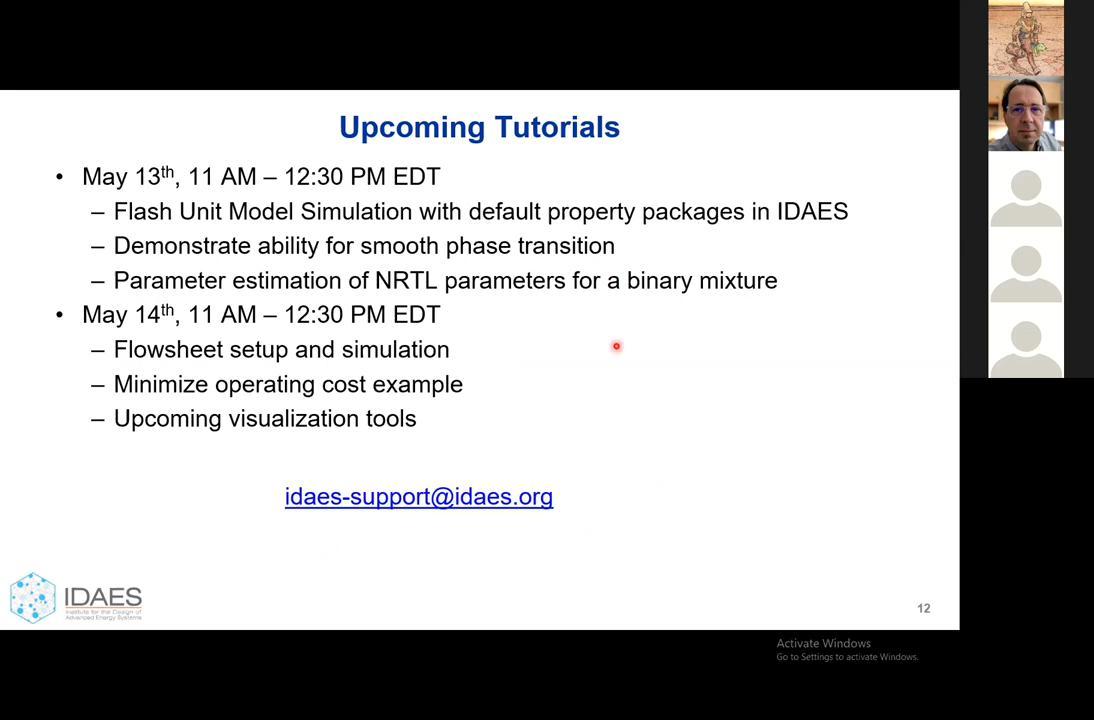 Upcoming Tutorials
• May 13th, 11 AM – 12:30 PM EDT
– Flash Unit Model Simulation with default property packages in IDAES
– Demonstrate ability for smooth phase transition
– Parameter estimation of NRTL parameters for a binary mixture
• May 14th, 11 AM – 12:30 PM EDT
– Flowsheet setup and simulation
– Minimize operating cost example
– Upcoming visualization tools
idaes-support@idaes.org
IDAES
Institute for the Design of
Advanced Energy Systems
12
Activate Windows
Go to Settings to activate Windows.